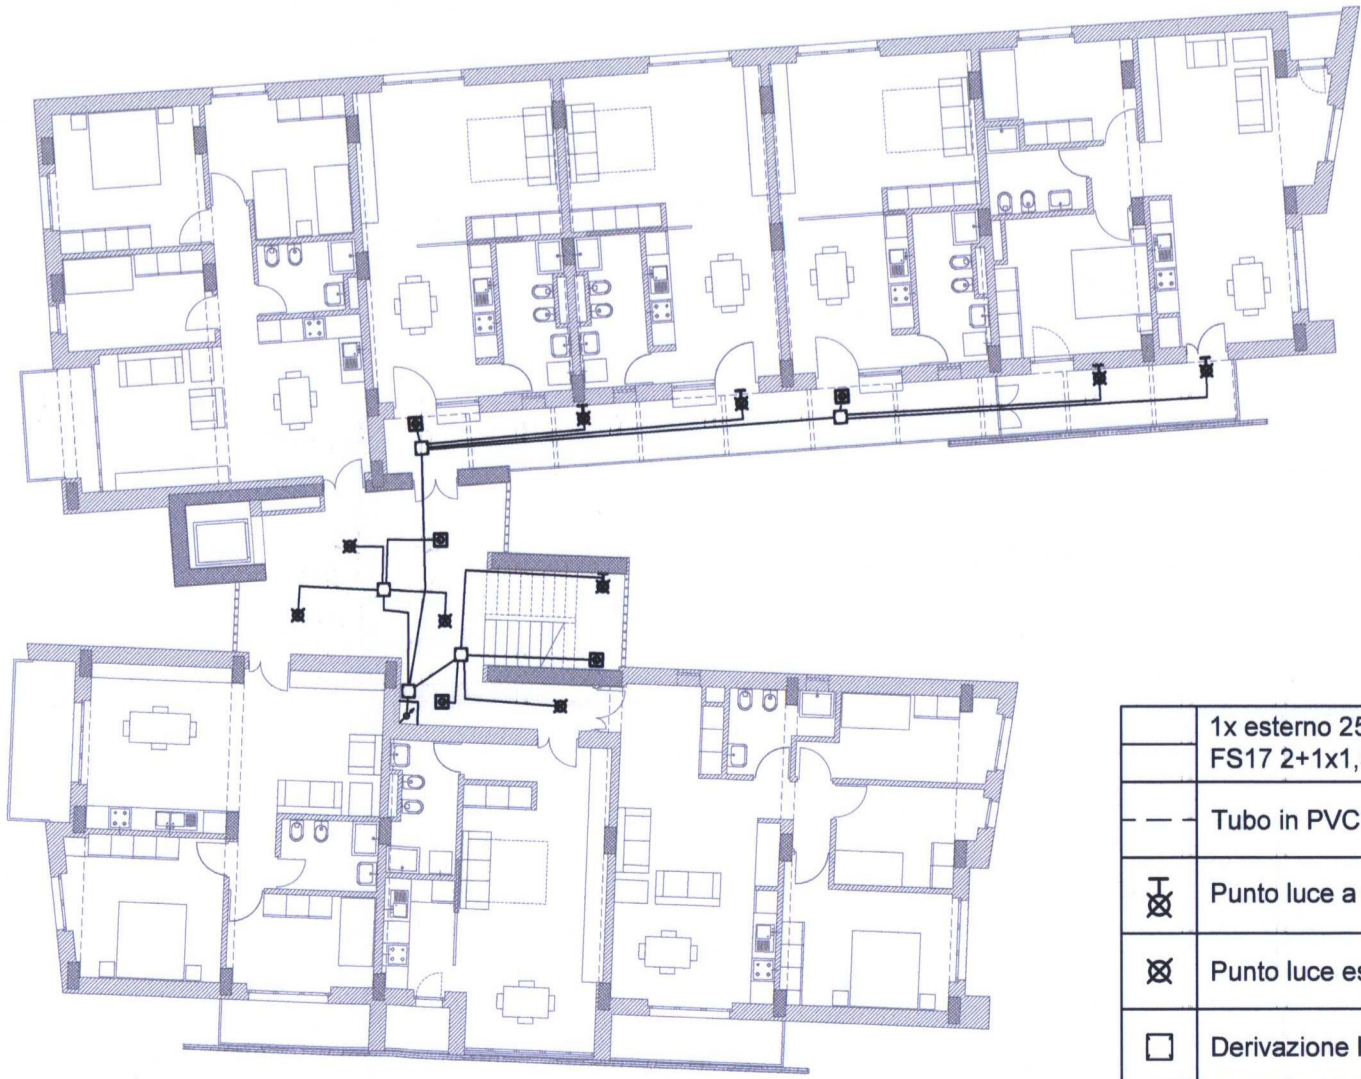 1x esterno 25
FS17 2+1x1,
Tubo in PVC
Punto luce a
Punto luce es
Derivazione